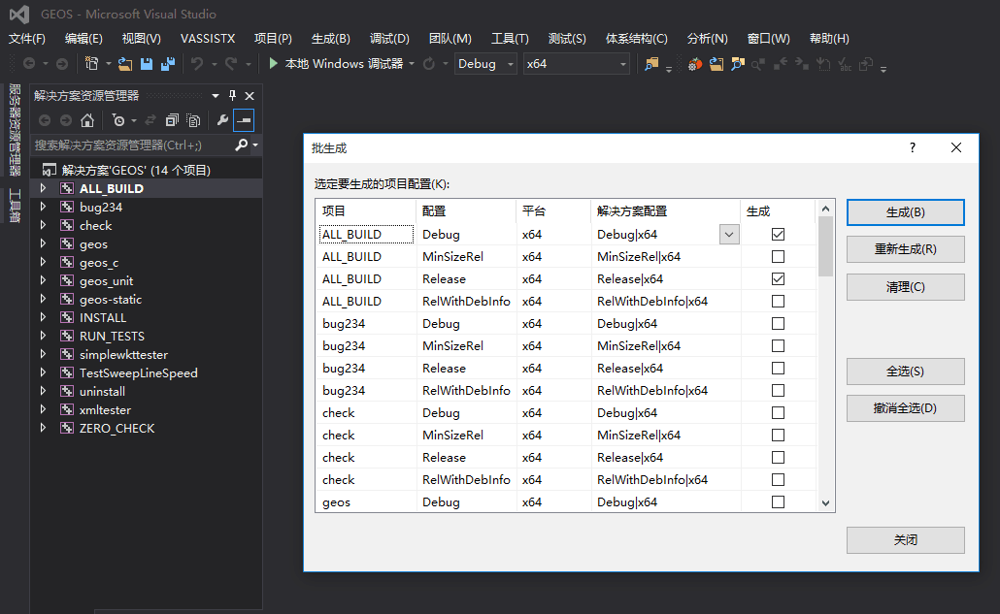 GEOS - Microsoft Visual Studio
文件(F) 编辑(E) 视图(V) VASSISTX 项目(P) 生成(B) 调试(D) 团队(M) 工具(T) 测试(S) 体系结构(C) 分析(N) 窗口(W) 帮助(H)
本地 Windows 调试器 Debug x64
服务器资源管理器
工具箱
解决方案资源管理器
搜索解决方案资源管理器(Ctrl+;)
解决方案'GEOS' (14 个项目)
ALL_BUILD
bug234
check
geos
geos_c
geos_unit
geos-static
INSTALL
RUN_TESTS
simplewkttester
TestSweepLineSpeed
uninstall
xmltester
ZERO_CHECK
批生成
选定要生成的项目配置(K):
项目 配置 平台 解决方案配置 生成
ALL_BUILD Debug x64 Debug|x64
ALL_BUILD MinSizeRel x64 MinSizeRel|x64
ALL_BUILD Release x64 Release|x64
ALL_BUILD RelWithDebInfo x64 RelWithDebInfo|x64
bug234 Debug x64 Debug|x64
bug234 MinSizeRel x64 MinSizeRel|x64
bug234 Release x64 Release|x64
bug234 RelWithDebInfo x64 RelWithDebInfo|x64
check Debug x64 Debug|x64
check MinSizeRel x64 MinSizeRel|x64
check Release x64 Release|x64
check RelWithDebInfo x64 RelWithDebInfo|x64
geos Debug x64 Debug|x64
生成(B)
重新生成(R)
清理(C)
全选(S)
撤消全选(D)
关闭